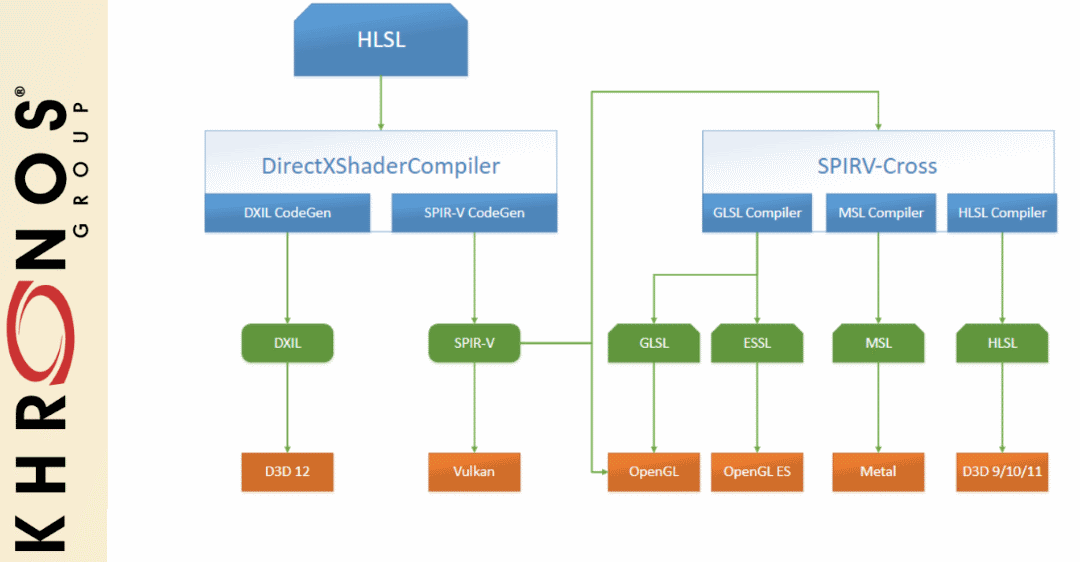 KHRONOS®
GROUP
HLSL
DirectXShaderCompiler
SPIRV-Cross
DXIL CodeGen
SPIR-V CodeGen
GLSL Compiler
MSL Compiler
HLSL Compiler
DXIL
SPIR-V
GLSL
ESSL
MSL
HLSL
D3D 12
Vulkan
OpenGL
OpenGL ES
Metal
D3D 9/10/11